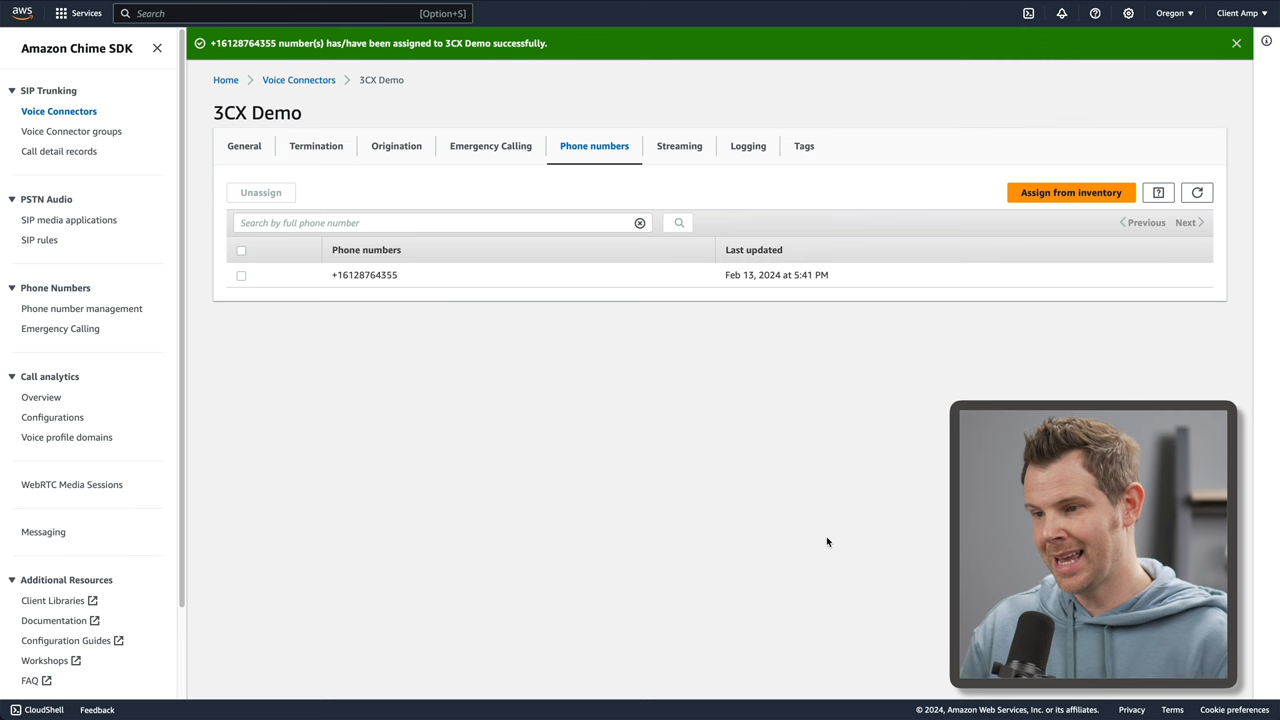 aws
Services
Search
[Option+S]
Oregon
Client Amp
Amazon Chime SDK
SIP Trunking
Voice Connectors
Voice Connector groups
Call detail records
PSTN Audio
SIP media applications
SIP rules
Phone Numbers
Phone number management
Emergency Calling
Call analytics
Overview
Configurations
Voice profile domains
WebRTC Media Sessions
Messaging
Additional Resources
Client Libraries
Documentation
Configuration Guides
Workshops
FAQ
+16128764355 number(s) has/have been assigned to 3CX Demo successfully.
Home
Voice Connectors
3CX Demo
3CX Demo
General
Termination
Origination
Emergency Calling
Phone numbers
Streaming
Logging
Tags
Unassign
Assign from inventory
Search by full phone number
Previous
Next
Phone numbers
Last updated
+16128764355
Feb 13, 2024 at 5:41 PM
CloudShell
Feedback
© 2024, Amazon Web Services, Inc. or its affiliates.
Privacy
Terms
Cookie preferences